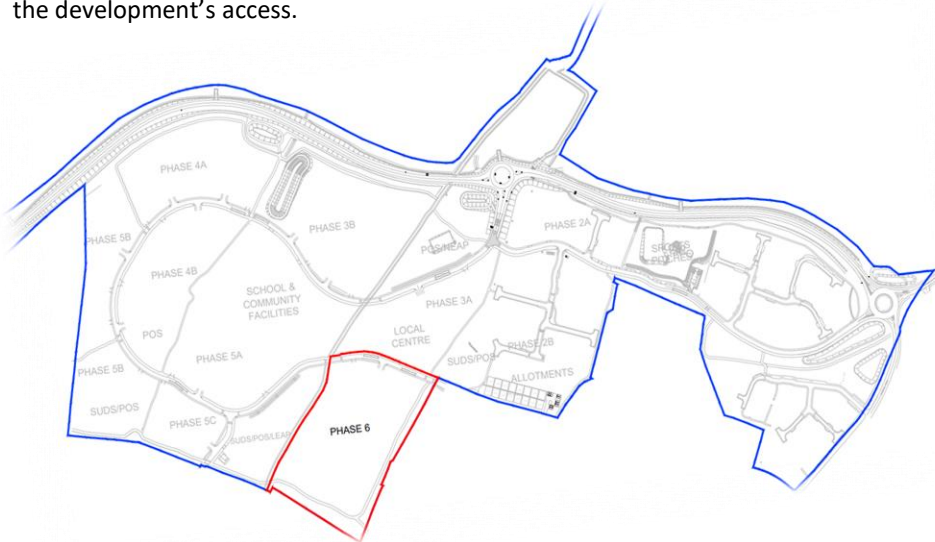 the development’s access.
PHASE 4A
PHASE 3B
PHASE 2A
PHASE 5B
POS/NEAP
SPORTS
PITCHES
PHASE 4B
SCHOOL &
COMMUNITY
FACILITIES
PHASE 3A
POS
LOCAL
CENTRE
PHASE 2B
PHASE 5A
SUDS/POS
PHASE 5B
ALLOTMENTS
SUDS/POS
PHASE 5C
SUDS/POS/LEAP
PHASE 6